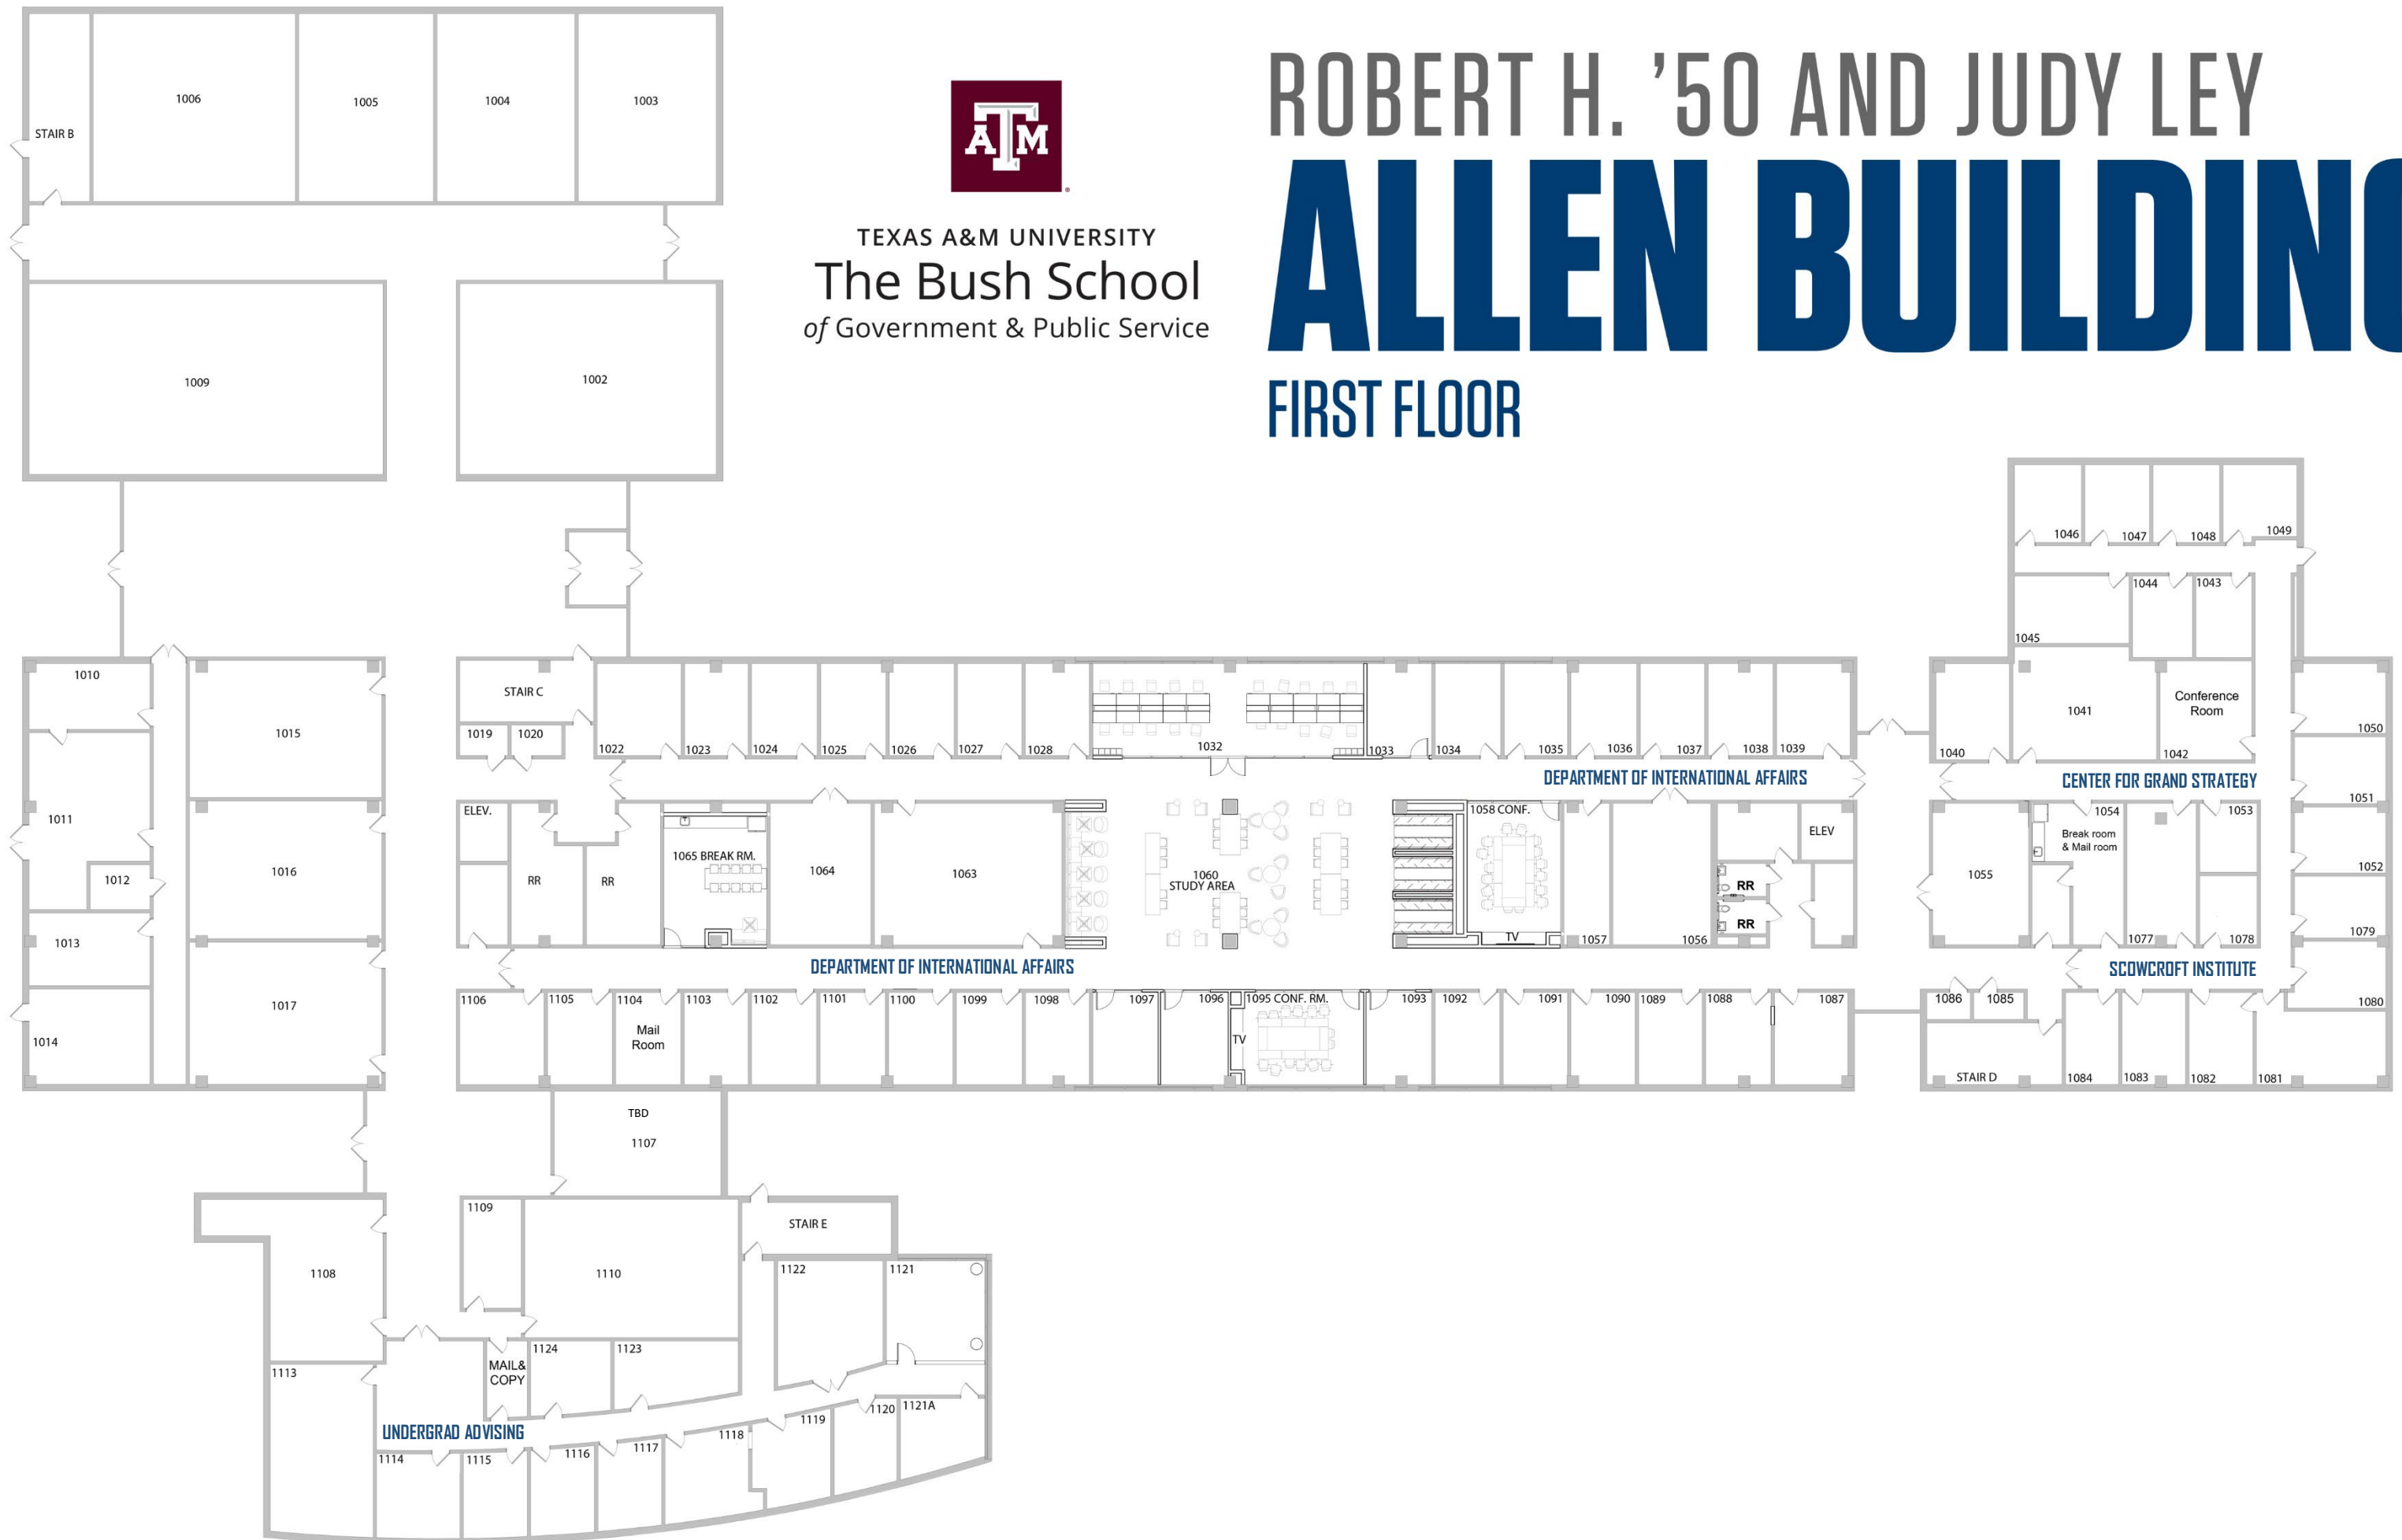 ROBERT H. ’50 AND JUDY LEY
ALLEN BUILDING
FIRST FLOOR
ATM
®
TEXAS A&M UNIVERSITY
The Bush School
of Government & Public Service
STAIR B
1006
1005
1004
1003
1009
1002
1046
1047
1048
1049
1044
1043
1045
1010
1015
STAIR C
1019
1020
1022
1023
1024
1025
1026
1027
1028
1032
1033
1034
1035
1036
1037
1038
1039
1040
1041
Conference
Room
1042
1050
DEPARTMENT OF INTERNATIONAL AFFAIRS
CENTER FOR GRAND STRATEGY
1051
1011
1012
1016
ELEV.
RR
RR
1065 BREAK RM.
1064
1063
1060
STUDY AREA
1058 CONF.
TV
1057
1056
ELEV
RR
RR
1055
1054
Break room
& Mail room
1053
1052
1077
1078
1079
1013
1014
1017
DEPARTMENT OF INTERNATIONAL AFFAIRS
SCOWCROFT INSTITUTE
1106
1105
1104
Mail
Room
1103
1102
1101
1100
1099
1098
1097
1096
1095 CONF. RM.
TV
1093
1092
1091
1090
1089
1088
1087
1086
1085
1080
STAIR D
1084
1083
1082
1081
TBD
1107
1109
STAIR E
1108
1110
1122
1121
1113
MAIL&
COPY
1124
1123
UNDERGRAD ADVISING
1114
1115
1116
1117
1118
1119
1120
1121A